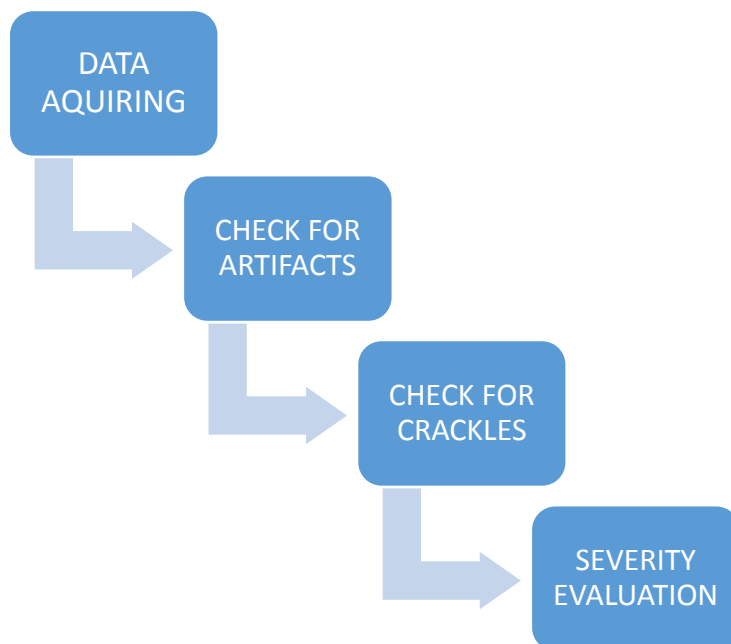 DATA
AQUIRING
CHECK FOR
ARTIFACTS
CHECK FOR
CRACKLES
SEVERITY
EVALUATION